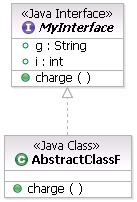 «Java Interface»
I MyInterface
g : String
i : int
charge ( )
«Java Class»
C AbstractClassF
charge ( )